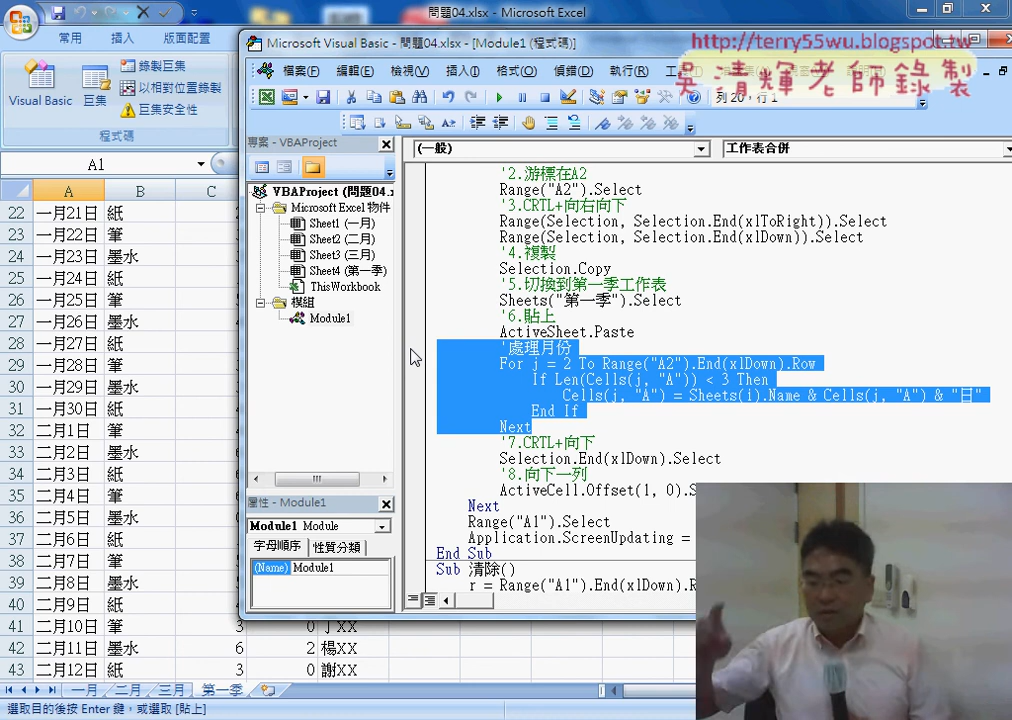 問題04.xlsx - Microsoft Excel
常用 插入 版面配置
Visual Basic 巨集 錄製巨集
以相對位置錄製
巨集安全性
程式碼
Microsoft Visual Basic - 問題04.xlsx - [Module1 (程式碼)]
http://terry55wu.blogspot.tw
吳清輝老師錄製
檔案(F) 編輯(E) 檢視(V) 插入(I) 格式(O) 偵錯(D) 執行(R)
列 20, 行 1
專案 - VBAProject
VBAProject (問題04.x
Microsoft Excel 物件
Sheet1 (一月)
Sheet2 (二月)
Sheet3 (三月)
Sheet4 (第一季)
ThisWorkbook
模組
Module1
屬性 - Module1
Module1 Module
字母順序 性質分類
(Name) Module1
(一般) 工作表合併
'2.游標在A2
Range("A2").Select
'3.CRTL+向右向下
Range(Selection, Selection.End(xlToRight)).Select
Range(Selection, Selection.End(xlDown)).Select
'4.複製
Selection.Copy
'5.切換到第一季工作表
Sheets("第一季").Select
'6.貼上
ActiveSheet.Paste
'處理月份
For j = 2 To Range("A2").End(xlDown).Row
If Len(Cells(j, "A")) < 3 Then
Cells(j, "A") = Sheets(i).Name & Cells(j, "A") & "日"
End If
Next
'7.CRTL+向下
Selection.End(xlDown).Select
'8.向下一列
ActiveCell.Offset(1, 0).S
Next
Range("A1").Select
Application.ScreenUpdating =
End Sub
Sub 清除()
r = Range("A1").End(xlDown).R
A1
A B C
22 一月21日 紙
23 一月22日 筆
24 一月23日 墨水
25 一月24日 紙
26 一月25日 筆
27 一月26日 墨水
28 一月27日 紙
29 一月28日 筆
30 一月29日 墨水
31 一月30日 紙
32 二月1日 筆
33 二月2日 墨水
34 二月3日 紙
35 二月4日 筆
36 二月5日 墨水
37 二月6日 紙
38 二月7日 筆
39 二月8日 墨水
40 二月9日 紙
41 二月10日 筆 3 0 丁XX
42 二月11日 墨水 6 2 楊XX
43 二月12日 紙 3 0 謝XX
一月 二月 三月 第一季
選取目的後按 Enter 鍵，或選取 [貼上]